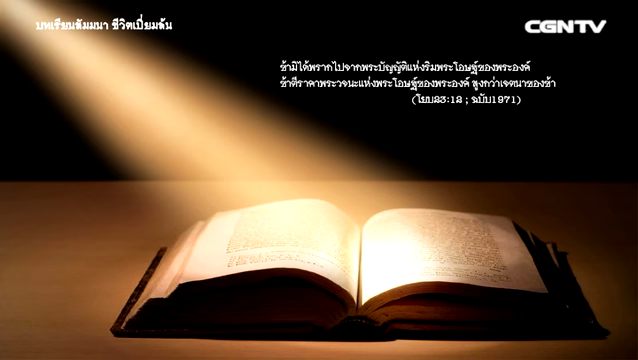 บทเรียนสัมมนา ชีวิตเปี่ยมล้น
CGNTV
ข้ามิได้พรากไปจากพระบัญญัติแห่งริมพระโอษฐ์ของพระองค์
ข้าตีราคาพระวจนะแห่งพระโอษฐ์ของพระองค์ สูงกว่าเจตนาของข้า
(โยบ23:12 ; ฉบับ1971)